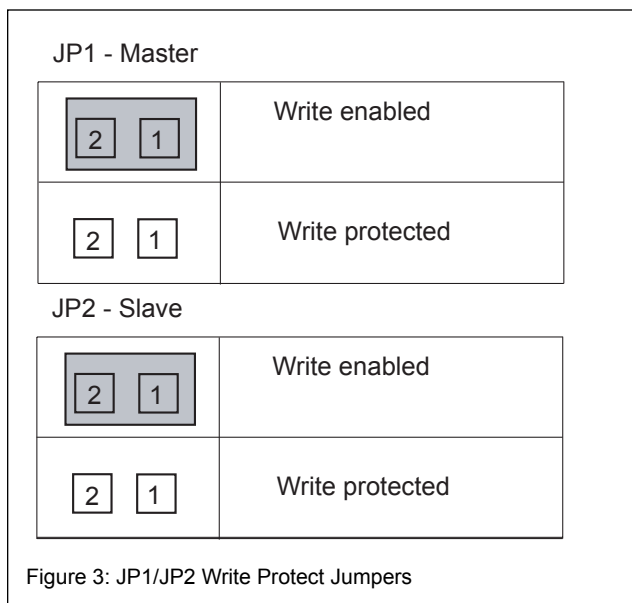 JP1 - Master
2 1 Write enabled
2 1 Write protected
JP2 - Slave
2 1 Write enabled
2 1 Write protected
Figure 3: JP1/JP2 Write Protect Jumpers